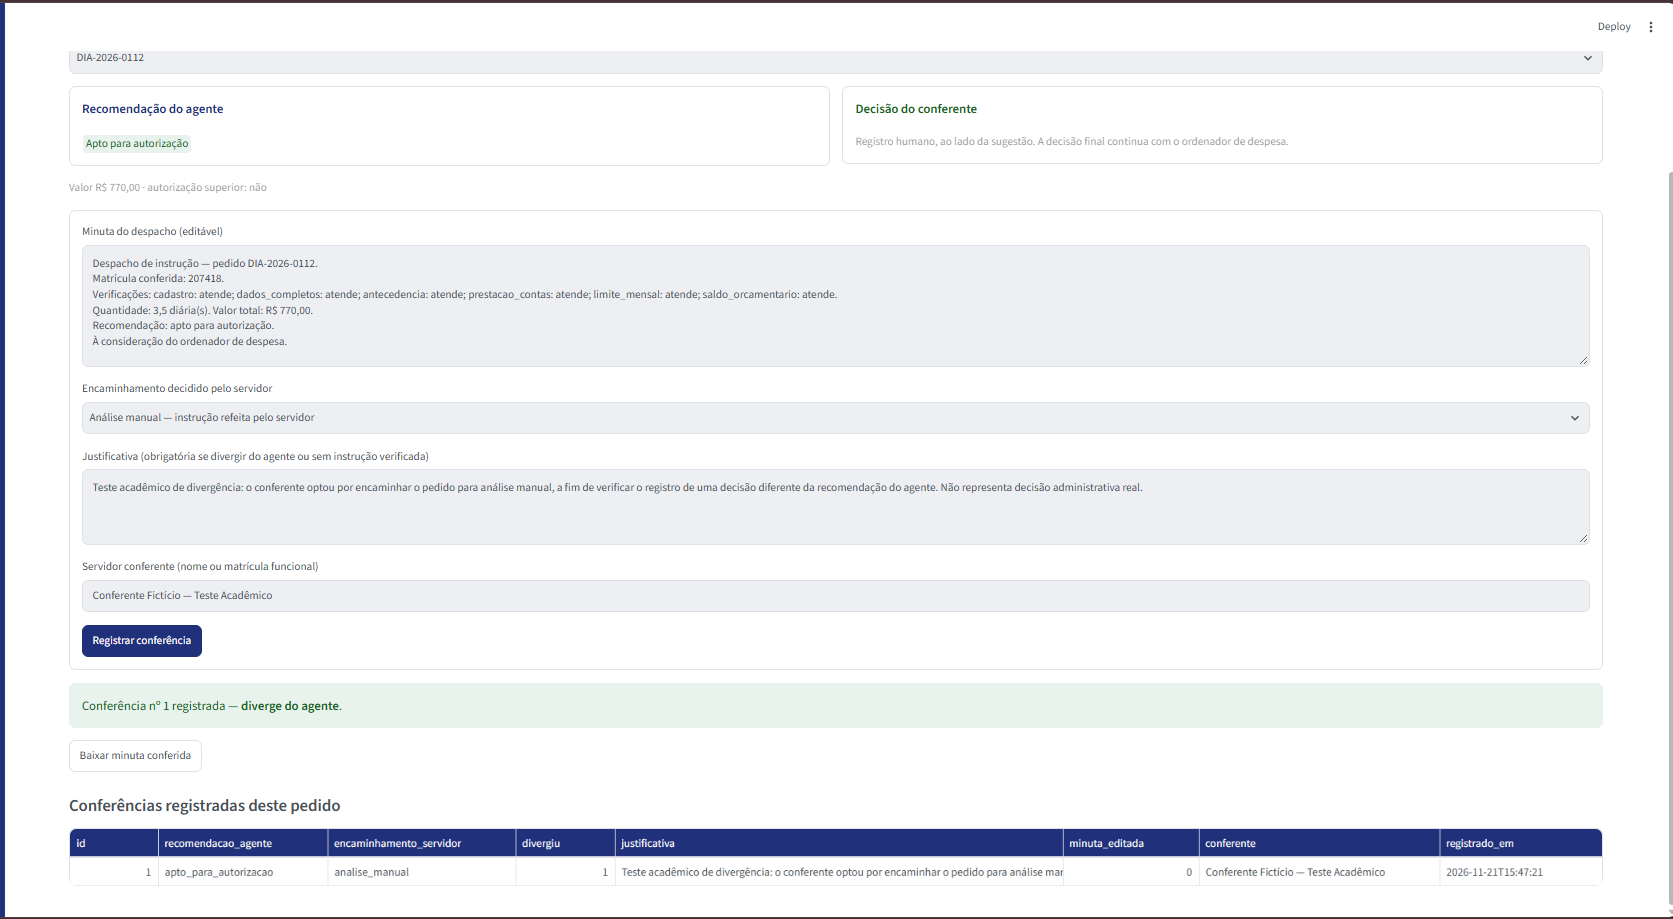 Deploy
DIA-2026-0112
Recomendação do agente
Apto para autorização
Decisão do conferente
Registro humano, ao lado da sugestão. A decisão final continua com o ordenador de despesa.
Valor R$ 770,00 · autorização superior: não
Minuta do despacho (editável)
Despacho de instrução — pedido DIA-2026-0112.
Matrícula conferida: 207418.
Verificações: cadastro: atende; dados_completos: atende; antecedencia: atende; prestacao_contas: atende; limite_mensal: atende; saldo_orcamentario: atende.
Quantidade: 3,5 diária(s). Valor total: R$ 770,00.
Recomendação: apto para autorização.
À consideração do ordenador de despesa.
Encaminhamento decidido pelo servidor
Análise manual — instrução refeita pelo servidor
Justificativa (obrigatória se divergir do agente ou sem instrução verificada)
Teste acadêmico de divergência: o conferente optou por encaminhar o pedido para análise manual, a fim de verificar o registro de uma decisão diferente da recomendação do agente. Não representa decisão administrativa real.
Servidor conferente (nome ou matrícula funcional)
Conferente Fictício — Teste Acadêmico
Registrar conferência
Conferência nº 1 registrada — diverge do agente.
Baixar minuta conferida
Conferências registradas deste pedido
id recomendacao_agente encaminhamento_servidor divergiu justificativa minuta_editada conferente registrado_em
1 apto_para_autorizacao analise_manual 1 Teste acadêmico de divergência: o conferente optou por encaminhar o pedido para análise mar 0 Conferente Fictício — Teste Acadêmico 2026-11-21T15:47:21